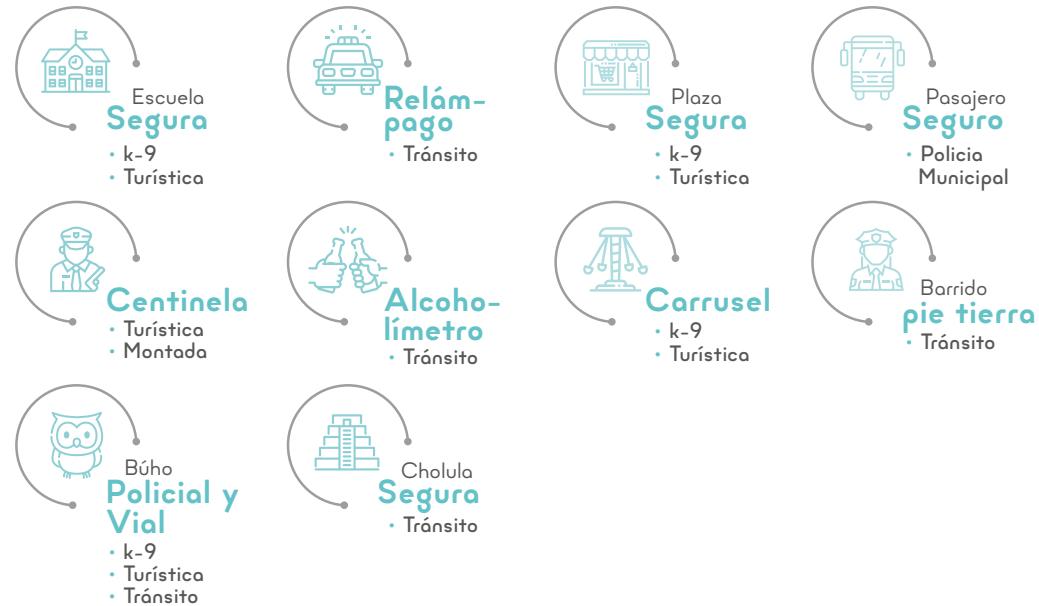 Escuela
Segura
• k-9
• Turística
Relám-
pago
• Tránsito
Plaza
Segura
• k-9
• Turística
Pasajero
Seguro
• Policia
Municipal
Centinela
• Turística
• Montada
Alcoho-
límetro
• Tránsito
Carrusel
• k-9
• Turística
Barrido
pie tierra
• Tránsito
Búho
Policial y
Vial
• k-9
• Turística
• Tránsito
Cholula
Segura
• Tránsito